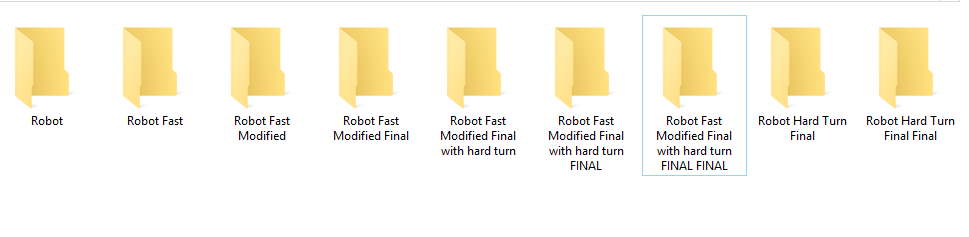 Robot
Robot Fast
Robot Fast
Modified
Robot Fast
Modified Final
Robot Fast
Modified Final
with hard turn
Robot Fast
Modified Final
with hard turn
FINAL
Robot Fast
Modified Final
with hard turn
FINAL FINAL
Robot Hard Turn
Final
Robot Hard Turn
Final Final